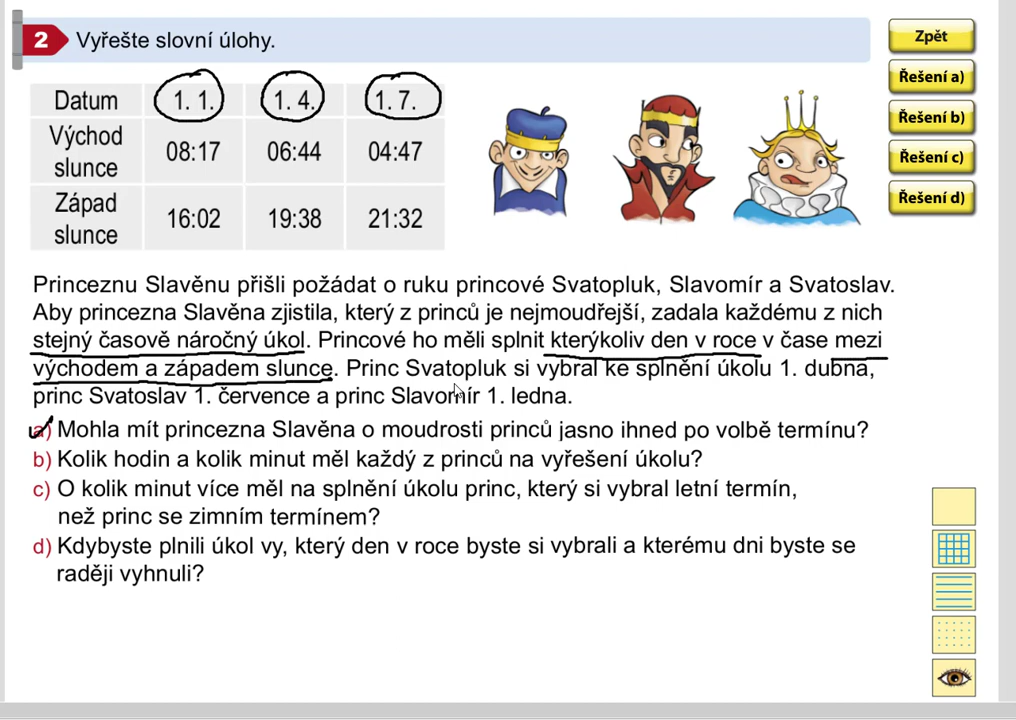 2 Vyřešte slovní úlohy.
Zpět
Řešení a)
Řešení b)
Řešení c)
Řešení d)
Datum 1. 1. 1. 4. 1. 7.
Východ slunce 08:17 06:44 04:47
Západ slunce 16:02 19:38 21:32
Princeznu Slavěnu přišli požádat o ruku princové Svatopluk, Slavomír a Svatoslav.
Aby princezna Slavěna zjistila, který z princů je nejmoudřejší, zadala každému z nich
stejný časově náročný úkol. Princové ho měli splnit kterýkoliv den v roce v čase mezi
východem a západem slunce. Princ Svatopluk si vybral ke splnění úkolu 1. dubna,
princ Svatoslav 1. července a princ Slavomír 1. ledna.
a) Mohla mít princezna Slavěna o moudrosti princů jasno ihned po volbě termínu?
b) Kolik hodin a kolik minut měl každý z princů na vyřešení úkolu?
c) O kolik minut více měl na splnění úkolu princ, který si vybral letní termín,
než princ se zimním termínem?
d) Kdybyste plnili úkol vy, který den v roce byste si vybrali a kterému dni byste se
raději vyhnuli?